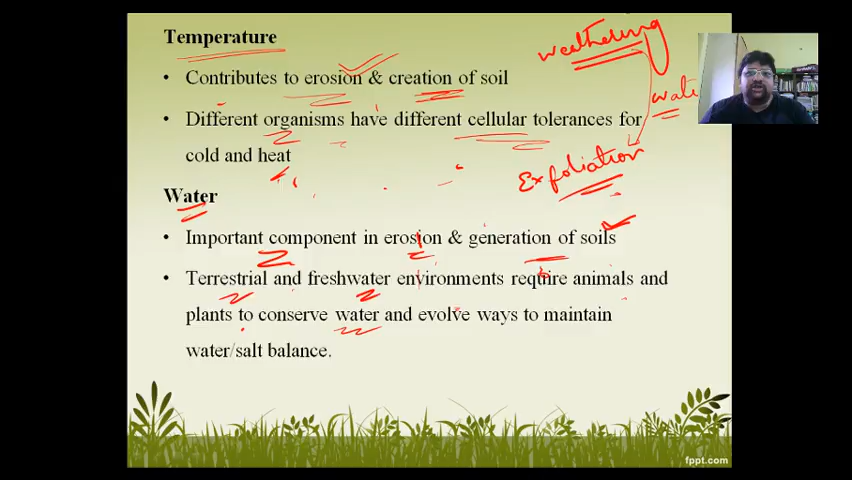 Temperature
weathering
• Contributes to erosion & creation of soil
• Different organisms have different cellular tolerances for
cold and heat
Exfoliation
Water
• Important component in erosion & generation of soils
• Terrestrial and freshwater environments require animals and
plants to conserve water and evolve ways to maintain
water/salt balance.
fppt.com